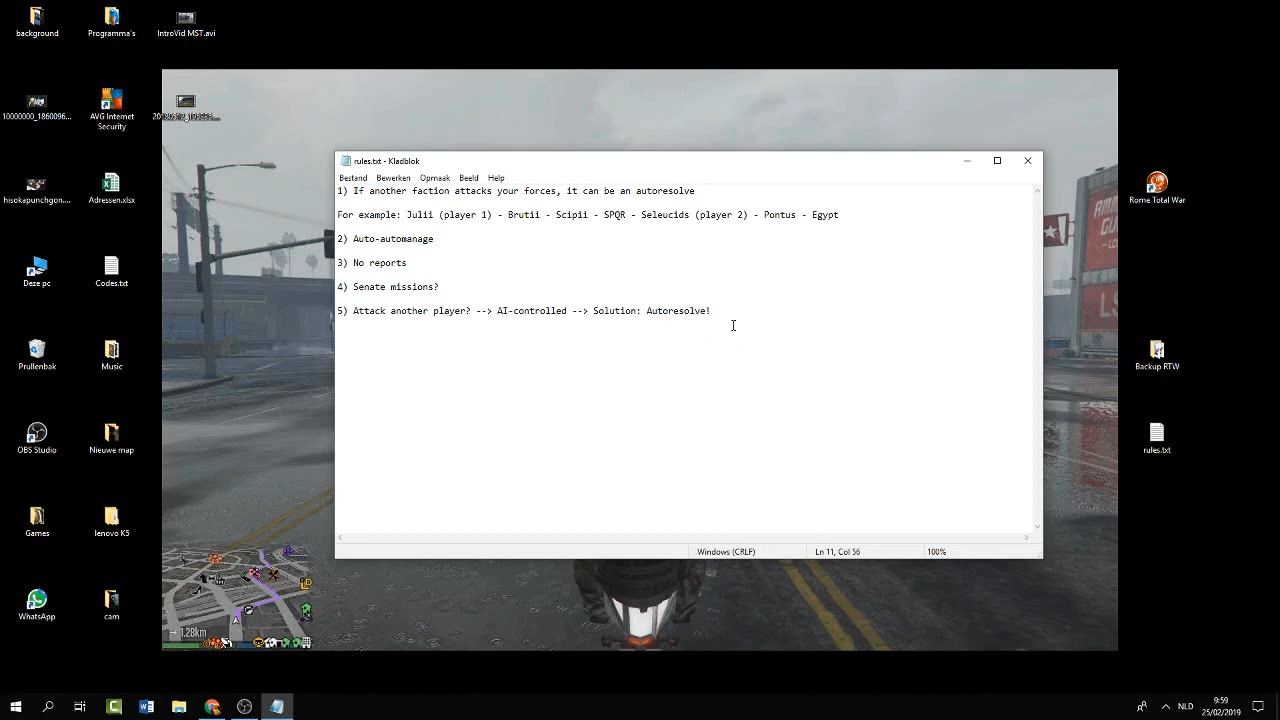 background
Programma's
IntroVid MST.avi
10000000_1860096...
AVG Internet
Security
hisokapunchgon....
Adressen.xlsx
Deze pc
Codes.txt
Prullenbak
Music
OBS Studio
Nieuwe map
Games
lenovo K5
WhatsApp
cam
rules.txt - Kladblok
Bestand Bewerken Opmaak Beeld Help
1) If another faction attacks your forces, it can be an autoresolve
For example: Julii (player 1) - Brutii - Scipii - SPQR - Seleucids (player 2) - Pontus - Egypt
2) Auto-automanage
3) No reports
4) Senate missions?
5) Attack another player? --> AI-controlled --> Solution: Autoresolve!
Windows (CRLF)
Ln 11, Col 56
100%
Rome Total War
Backup RTW
rules.txt
1.28km
NLD
9:59
25/02/2019